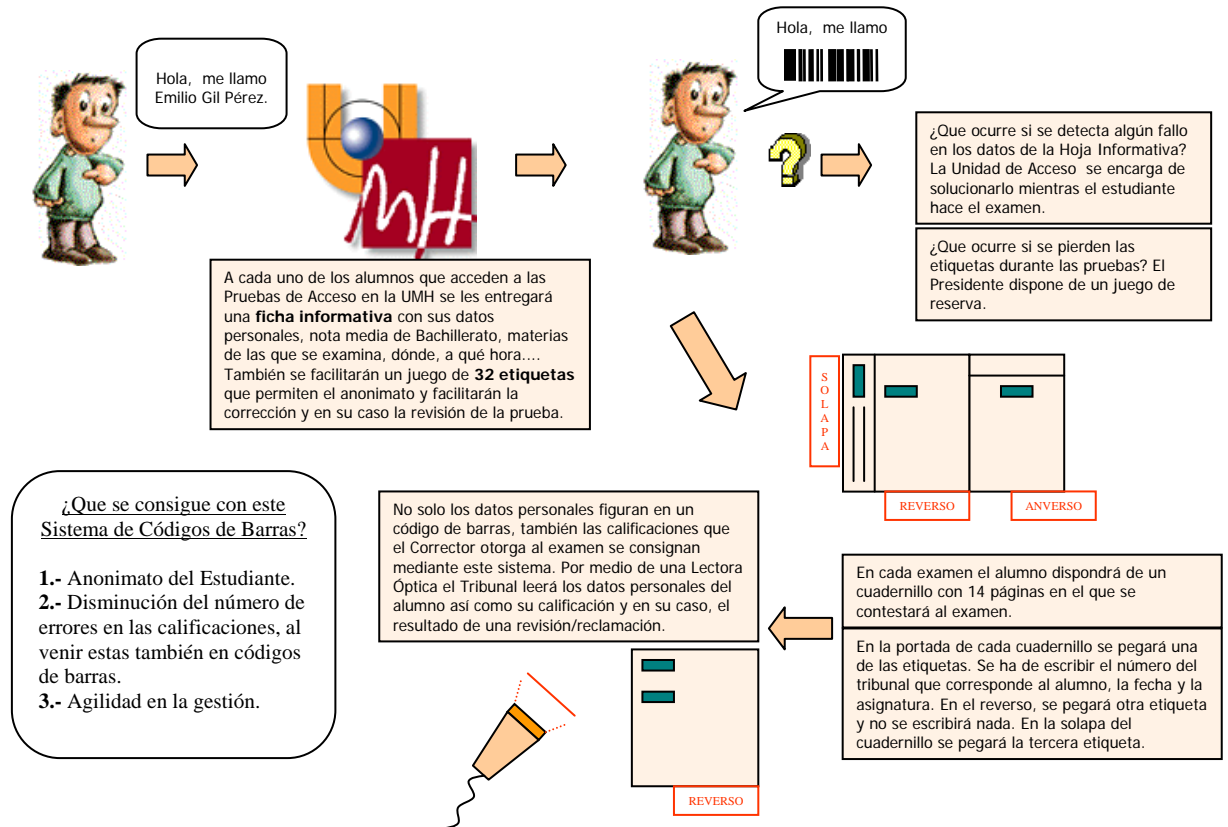 Hola, me llamo
Emilio Gil Pérez.
UMH
Hola, me llamo
¿Que ocurre si se detecta algún fallo
en los datos de la Hoja Informativa?
La Unidad de Acceso se encarga de
solucionarlo mientras el estudiante
hace el examen.
¿Que ocurre si se pierden las
etiquetas durante las pruebas? El
Presidente dispone de un juego de
reserva.
A cada uno de los alumnos que acceden a las
Pruebas de Acceso en la UMH se les entregará
una ficha informativa con sus datos
personales, nota media de Bachillerato, materias
de las que se examina, dónde, a qué hora....
También se facilitarán un juego de 32 etiquetas
que permiten el anonimato y facilitarán la
corrección y en su caso la revisión de la prueba.
SOLAPA
REVERSO
ANVERSO
En cada examen el alumno dispondrá de un
cuadernillo con 14 páginas en el que se
contestará al examen.
En la portada de cada cuadernillo se pegará una
de las etiquetas. Se ha de escribir el número del
tribunal que corresponde al alumno, la fecha y la
asignatura. En el reverso, se pegará otra etiqueta
y no se escribirá nada. En la solapa del
cuadernillo se pegará la tercera etiqueta.
No solo los datos personales figuran en un
código de barras, también las calificaciones que
el Corrector otorga al examen se consignan
mediante este sistema. Por medio de una Lectora
Óptica el Tribunal leerá los datos personales del
alumno así como su calificación y en su caso, el
resultado de una revisión/reclamación.
REVERSO
¿Que se consigue con este
Sistema de Códigos de Barras?
1.- Anonimato del Estudiante.
2.- Disminución del número de
errores en las calificaciones, al
venir estas también en códigos
de barras.
3.- Agilidad en la gestión.